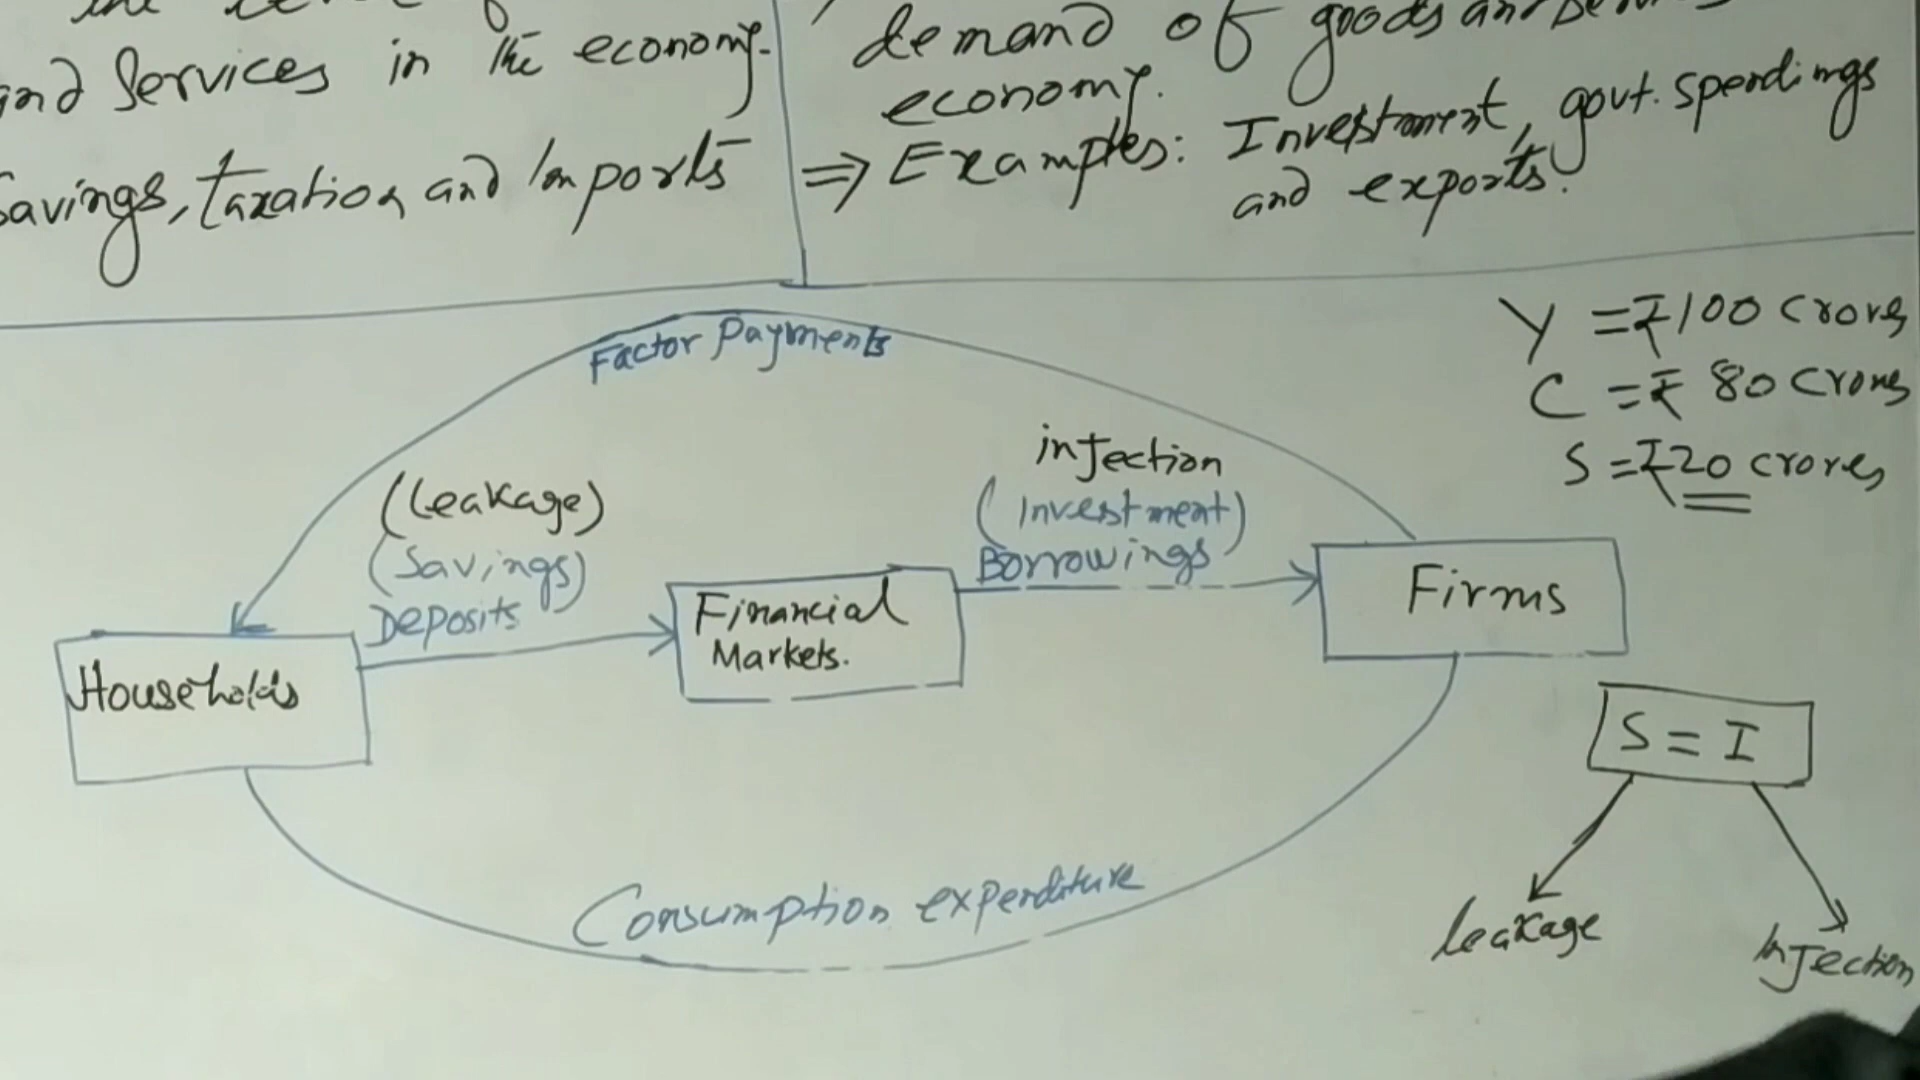 and Services in the economy.
Savings, taxation and Imports
demand of goods and
economy.
⇒ Examples: Investment, govt. spendings
and exports.
Factor Payments
Y = ₹100 Crores
C = ₹ 80 Crores
S = ₹20 crores
(Leakage)
(Savings)
Deposits
injection
(Investment)
Borrowings
Households
Financial
Markets.
Firms
S = I
Leakage
Injection
Consumption expenditure